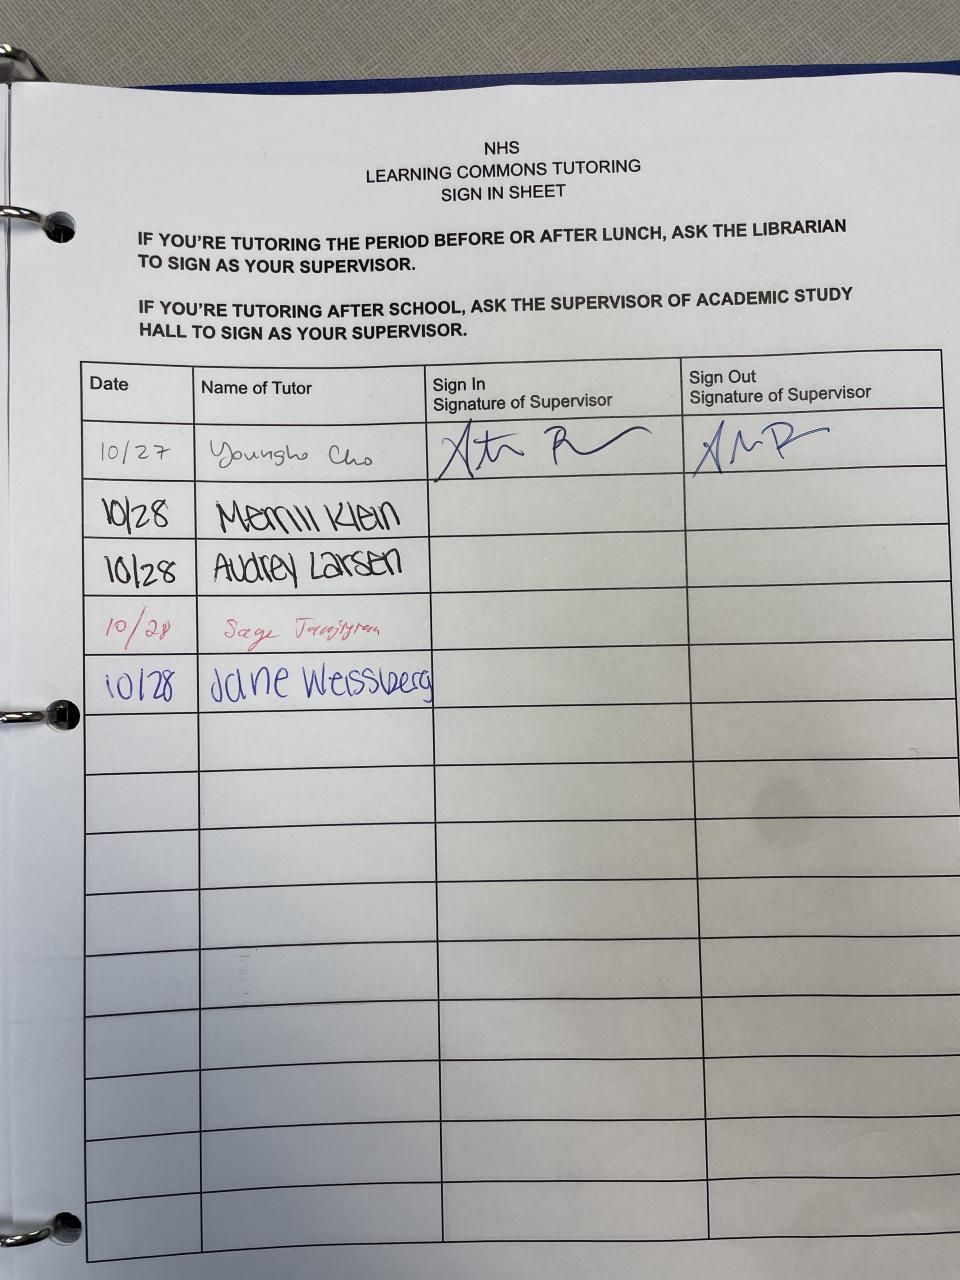 NHS
LEARNING COMMONS TUTORING
SIGN IN SHEET
IF YOU'RE TUTORING THE PERIOD BEFORE OR AFTER LUNCH, ASK THE LIBRARIAN
TO SIGN AS YOUR SUPERVISOR.
IF YOU'RE TUTORING AFTER SCHOOL, ASK THE SUPERVISOR OF ACADEMIC STUDY
HALL TO SIGN AS YOUR SUPERVISOR.
Date Name of Tutor Sign In Sign Out
Signature of Supervisor Signature of Supervisor
10/27 Youngho Cho
10/28 Merrill Klein
10/28 Audrey Larsen
10/28 Sage
10/28 Jane Weissberg